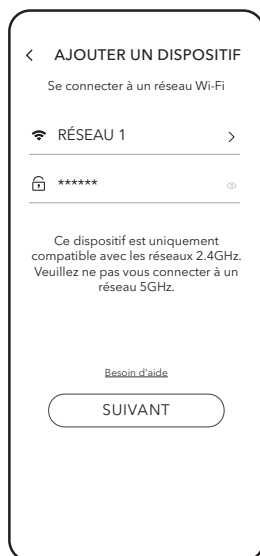 AJOUTER UN DISPOSITIF
Se connecter à un réseau Wi-Fi
RÉSEAU 1
******
Ce dispositif est uniquement
compatible avec les réseaux 2.4GHz.
Veuillez ne pas vous connecter à un
réseau 5GHz.
Besoin d'aide
SUIVANT